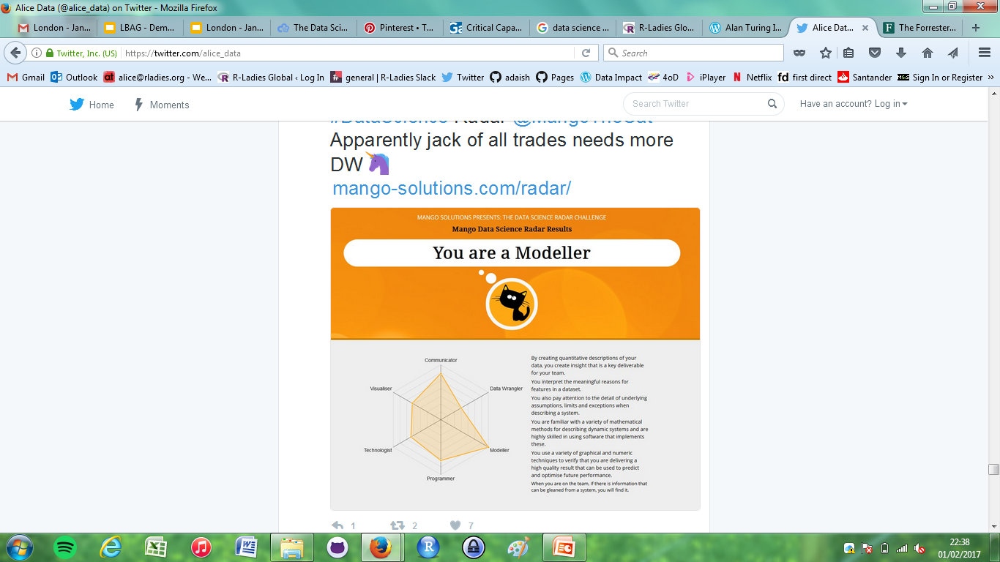 Alice Data (@alice_data) on Twitter - Mozilla Firefox
London - Jan... LBAG - Dem... London - Jan... The Data Sci... Pinterest • T... Critical Capa... data science ... R-Ladies Glo... Alan Turing I... Alice Dat... The Forrester...
Twitter, Inc. (US) https://twitter.com/alice_data Search
Gmail Outlook alice@rladies.org - We... R-Ladies Global ‹ Log In general | R-Ladies Slack Twitter adaish Pages Data Impact 4oD iPlayer Netflix first direct Santander Sign In or Register »
Home Moments Search Twitter Have an account? Log in
#DataScience Radar @MangoTheCat
Apparently jack of all trades needs more
DW
mango-solutions.com/radar/
MANGO SOLUTIONS PRESENTS: THE DATA SCIENCE RADAR CHALLENGE
Mango Data Science Radar Results
You are a Modeller
Communicator
Visualiser
Data Wrangler
Technologist
Modeller
Programmer
By creating quantitative descriptions of your
data, you create insight that is a key deliverable
for your team.
You interpret the meaningful reasons for
features in a dataset.
You also pay attention to the detail of underlying
assumptions, limits and exceptions when
describing a system.
You are familiar with a variety of mathematical
methods for describing dynamic systems and are
highly skilled in using software that implements
these.
You use a variety of graphical and numeric
techniques to verify that you are delivering a
high quality result that can be used to predict
and optimise future performance.
When you are on the team, if there is information that
can be gleaned from a system, you will find it.
1 2 7
22:38
01/02/2017